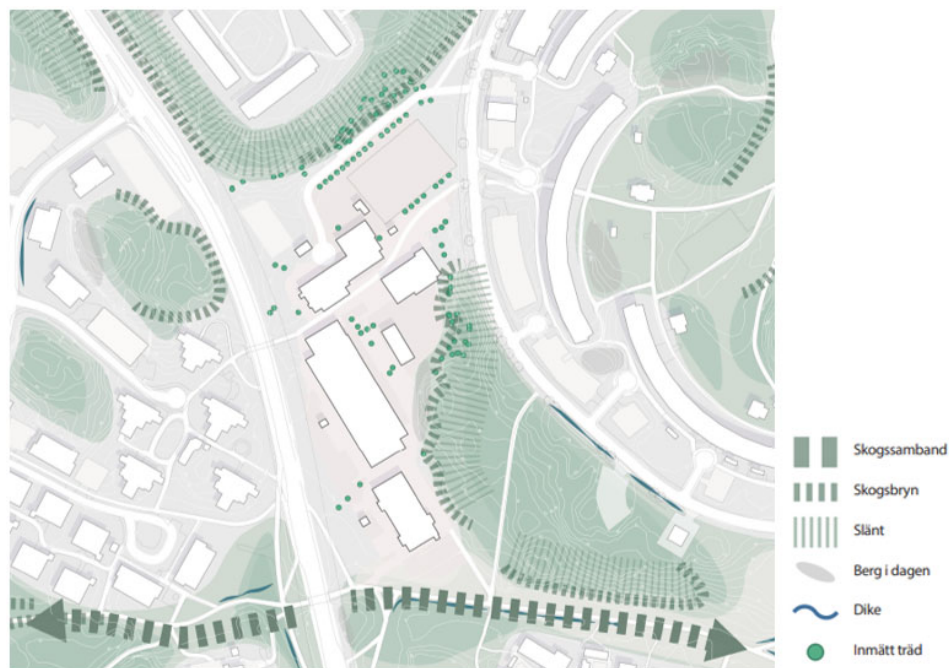 Skogssamband
Skogsbryn
Slänt
Berg i dagen
Dike
Inmätt träd